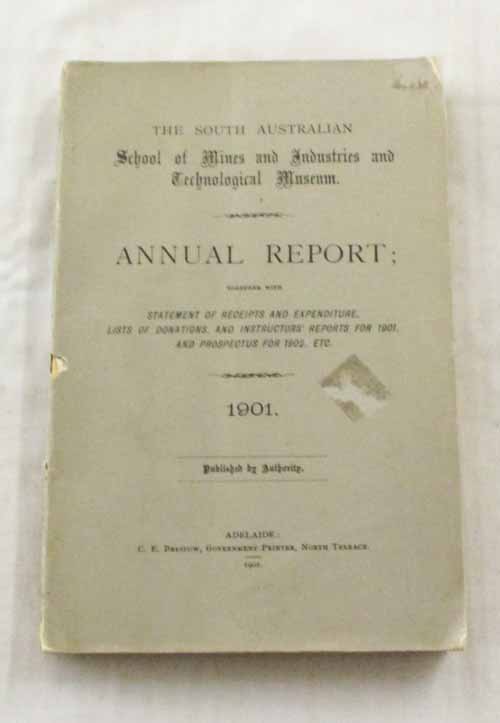 THE SOUTH AUSTRALIAN
School of Mines and Industries and
Technological Museum.
ANNUAL REPORT;
TOGETHER WITH
STATEMENT OF RECEIPTS AND EXPENDITURE,
LISTS OF DONATIONS, AND INSTRUCTORS' REPORTS FOR 1901,
AND PROSPECTUS FOR 1902, ETC.
1901.
Published by Authority.
ADELAIDE:
C. E. BRISTOW, GOVERNMENT PRINTER, NORTH TERRACE.